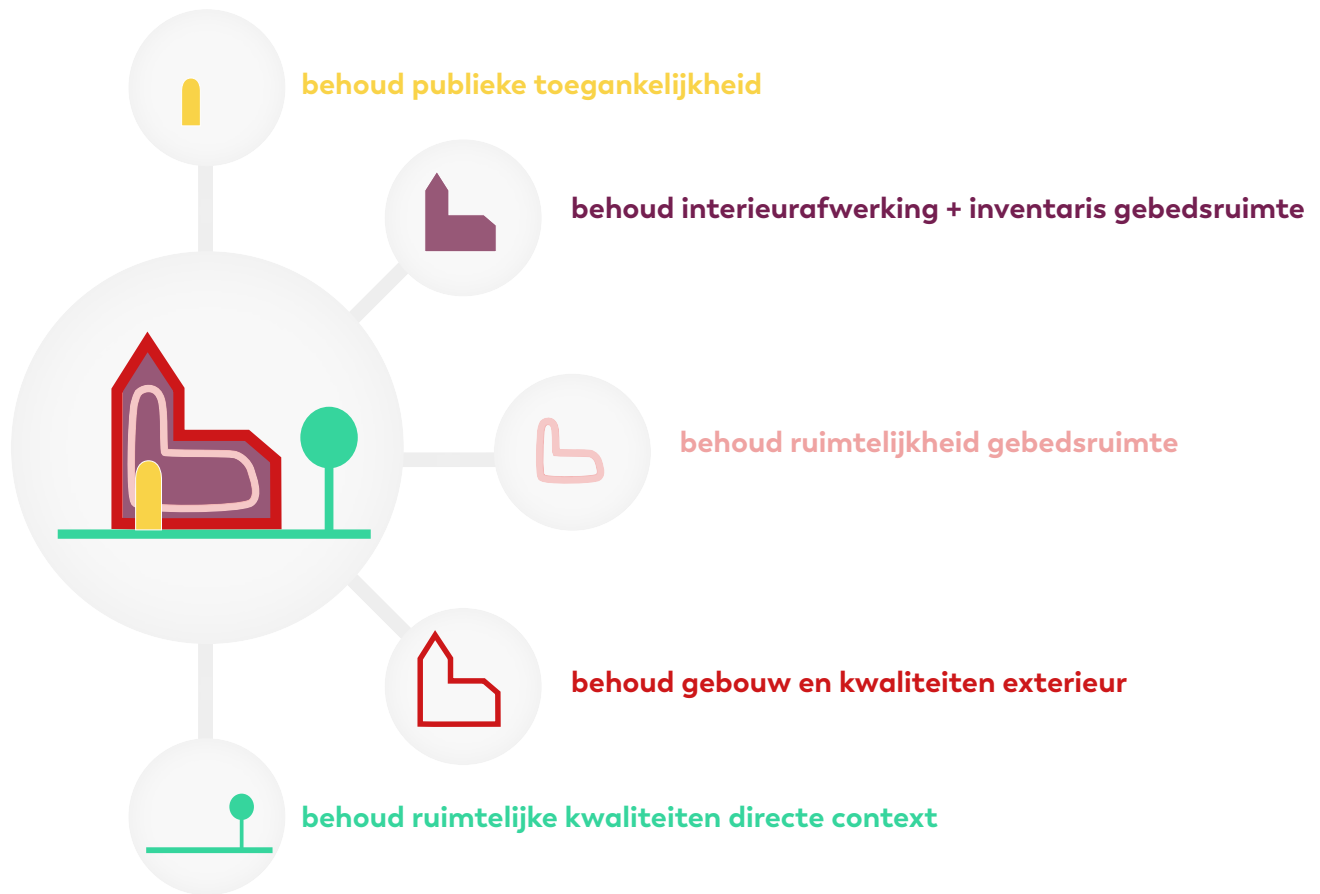 behoud publieke toegankelijkheid
behoud interieurafwerking + inventaris gebedsruimte
behoud ruimtelijkheid gebedsruimte
behoud gebouw en kwaliteiten exterieur
behoud ruimtelijke kwaliteiten directe context